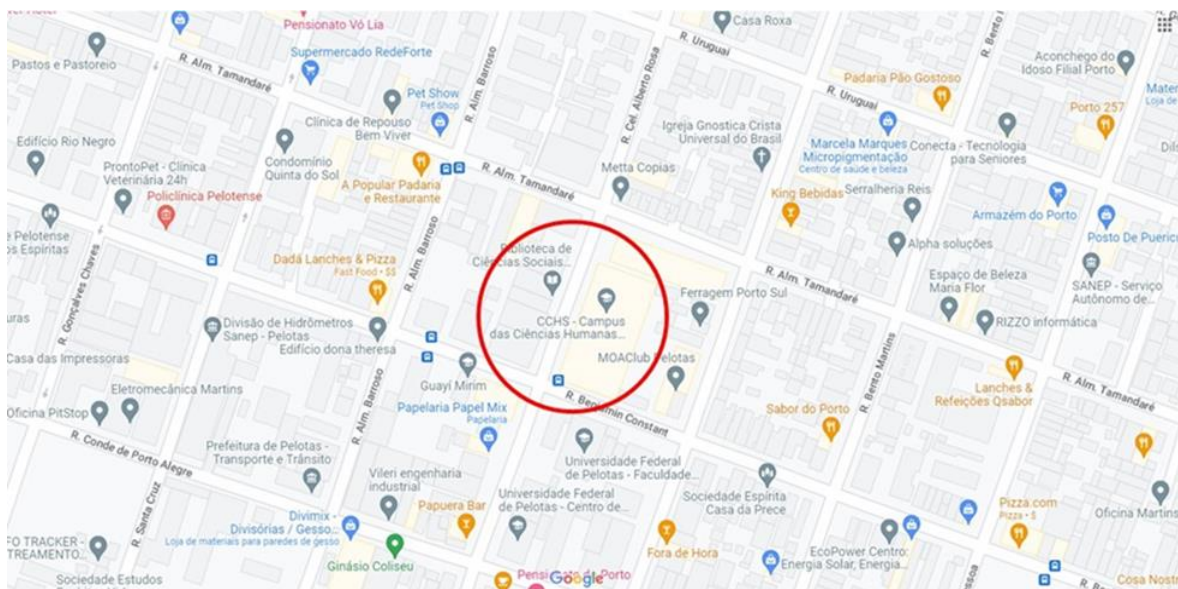 Pensionato Vó Lia
Casa Roxa
Pastos e Pastoreio
R. Alm. Tamandaré
Supermercado RedeForte
R. Alm. Barroso
R. Cel. Alberto Rosa
R. Uruguai
R. Bento
Aconchego do
Idoso Filial Porto
Padaria Pão Gostoso
R. Uruguai
Mater
Loja de
Pet Show
Pet Shop
Clínica de Repouso
Bem Viver
Porto 257
Edifício Rio Negro
Igreja Gnostica Crista
Universal do Brasil
Marcela Marques
Micropigmentação
Centro de saúde e beleza
Conecta - Tecnologia
para Seniores
Dils
ProntoPet - Clínica
Veterinária 24h
Condomínio
Quinta do Sol
R. Alm. Tamandaré
Metta Copias
Policlínica Pelotense
A Popular Padaria
e Restaurante
King Bebidas
Serralheria Reis
Armazém do Porto
e Pelotense
os Espíritas
R. Gonçalves Chaves
R. Alm. Barroso
Posto De Pueric
Alpha soluções
Biblioteca de
Ciências Sociais...
Dadá Lanches & Pizza
Fast Food • $$
R. Alm. Tamandaré
Espaço de Beleza
Maria Flor
SANEP - Serviço
Autônomo de...
Ferragem Porto Sul
uras
Divisão de Hidrômetros
Sanep - Pelotas
CCHS - Campus
das Ciências Humanas...
RIZZO informática
Edifício dona theresa
Casa das Impressoras
MOAClub Pelotas
R. Bento Martins
Guayí Mirim
Eletromecânica Martins
Lanches &
Refeições Qsabor
R. Alm. Tamandaré
Oficina PitStop
R. Alm. Barroso
Papelaria Papel Mix
Papelaria
R. Benjamin Constant
Sabor do Porto
R. Conde de Porto Alegre
Prefeitura de Pelotas -
Transporte e Trânsito
Universidade Federal
de Pelotas - Faculdade...
Vileri engenharia
industrial
R. Santa Cruz
Universidade Federal
de Pelotas - Centro de...
Sociedade Espírita
Casa da Prece
Papuera Bar
Pizza.com
Pizza • $
Oficina Martins
Divimix -
Divisórias / Gesso...
Loja de materiais para paredes de gesso
FO TRACKER -
TREAMENTO...
Fora de Hora
EcoPower Centro:
Energia Solar, Energia...
Ginásio Coliseu
Google
Sociedade Estudos
Cosa Nost